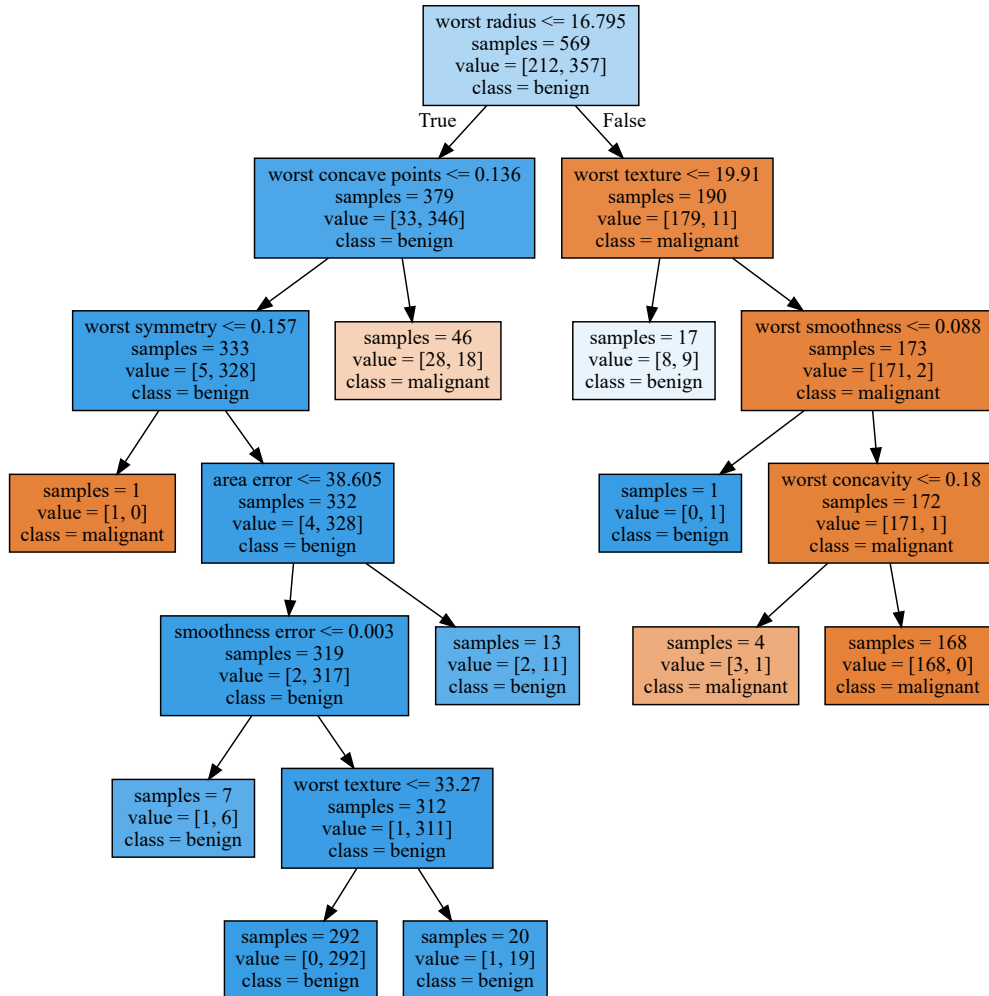 worst radius <= 16.795
samples = 569
value = [212, 357]
class = benign
True
False
worst concave points <= 0.136
samples = 379
value = [33, 346]
class = benign
worst texture <= 19.91
samples = 190
value = [179, 11]
class = malignant
worst symmetry <= 0.157
samples = 333
value = [5, 328]
class = benign
samples = 46
value = [28, 18]
class = malignant
samples = 17
value = [8, 9]
class = benign
worst smoothness <= 0.088
samples = 173
value = [171, 2]
class = malignant
samples = 1
value = [1, 0]
class = malignant
area error <= 38.605
samples = 332
value = [4, 328]
class = benign
samples = 1
value = [0, 1]
class = benign
worst concavity <= 0.18
samples = 172
value = [171, 1]
class = malignant
smoothness error <= 0.003
samples = 319
value = [2, 317]
class = benign
samples = 13
value = [2, 11]
class = benign
samples = 4
value = [3, 1]
class = malignant
samples = 168
value = [168, 0]
class = malignant
samples = 7
value = [1, 6]
class = benign
worst texture <= 33.27
samples = 312
value = [1, 311]
class = benign
samples = 292
value = [0, 292]
class = benign
samples = 20
value = [1, 19]
class = benign